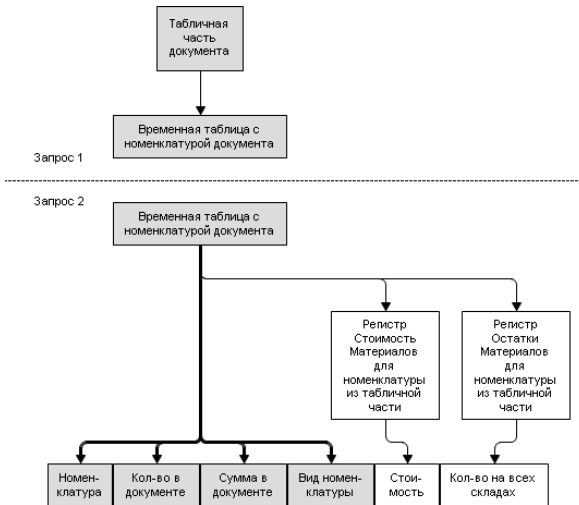 Табличная
часть
документа
Временная таблица с
номенклатурой документа
Запрос 1
Запрос 2
Временная таблица с
номенклатурой документа
Регистр
Стоимость
Материалов
для
номенклатуры
из табличной
части
Регистр
Остатки
Материалов
для
номенклатуры
из табличной
части
Номен-
клатура
Кол-во в
документе
Сумма в
документе
Вид номен-
клатуры
Стои-
мость
Кол-во на всех
складах